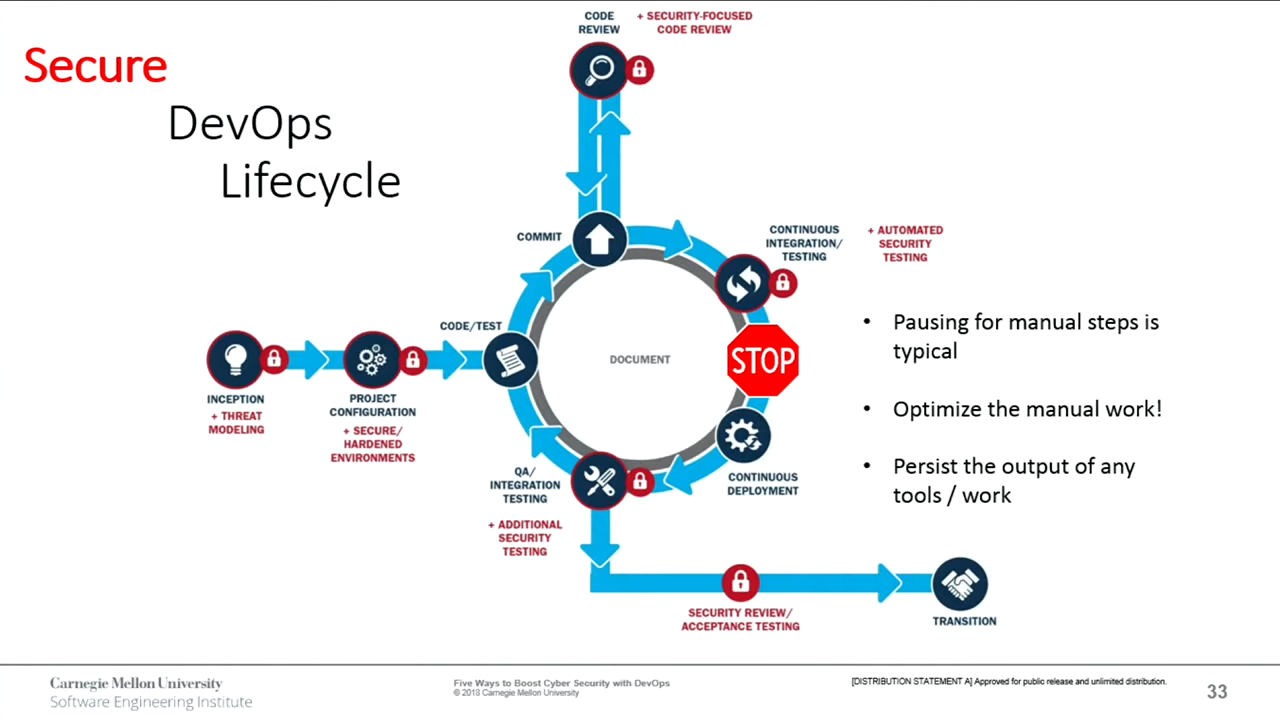 Secure
DevOps
Lifecycle
CODE
REVIEW
+ SECURITY-FOCUSED
CODE REVIEW
COMMIT
CONTINUOUS
INTEGRATION/
TESTING
+ AUTOMATED
SECURITY
TESTING
CODE/TEST
DOCUMENT
STOP
INCEPTION
+ THREAT
MODELING
PROJECT
CONFIGURATION
+ SECURE/
HARDENED
ENVIRONMENTS
QA/
INTEGRATION
TESTING
+ ADDITIONAL
SECURITY
TESTING
CONTINUOUS
DEPLOYMENT
SECURITY REVIEW/
ACCEPTANCE TESTING
TRANSITION
• Pausing for manual steps is
typical
• Optimize the manual work!
• Persist the output of any
tools / work
Carnegie Mellon University
Software Engineering Institute
Five Ways to Boost Cyber Security with DevOps
© 2018 Carnegie Mellon University
[DISTRIBUTION STATEMENT A] Approved for public release and unlimited distribution.
33